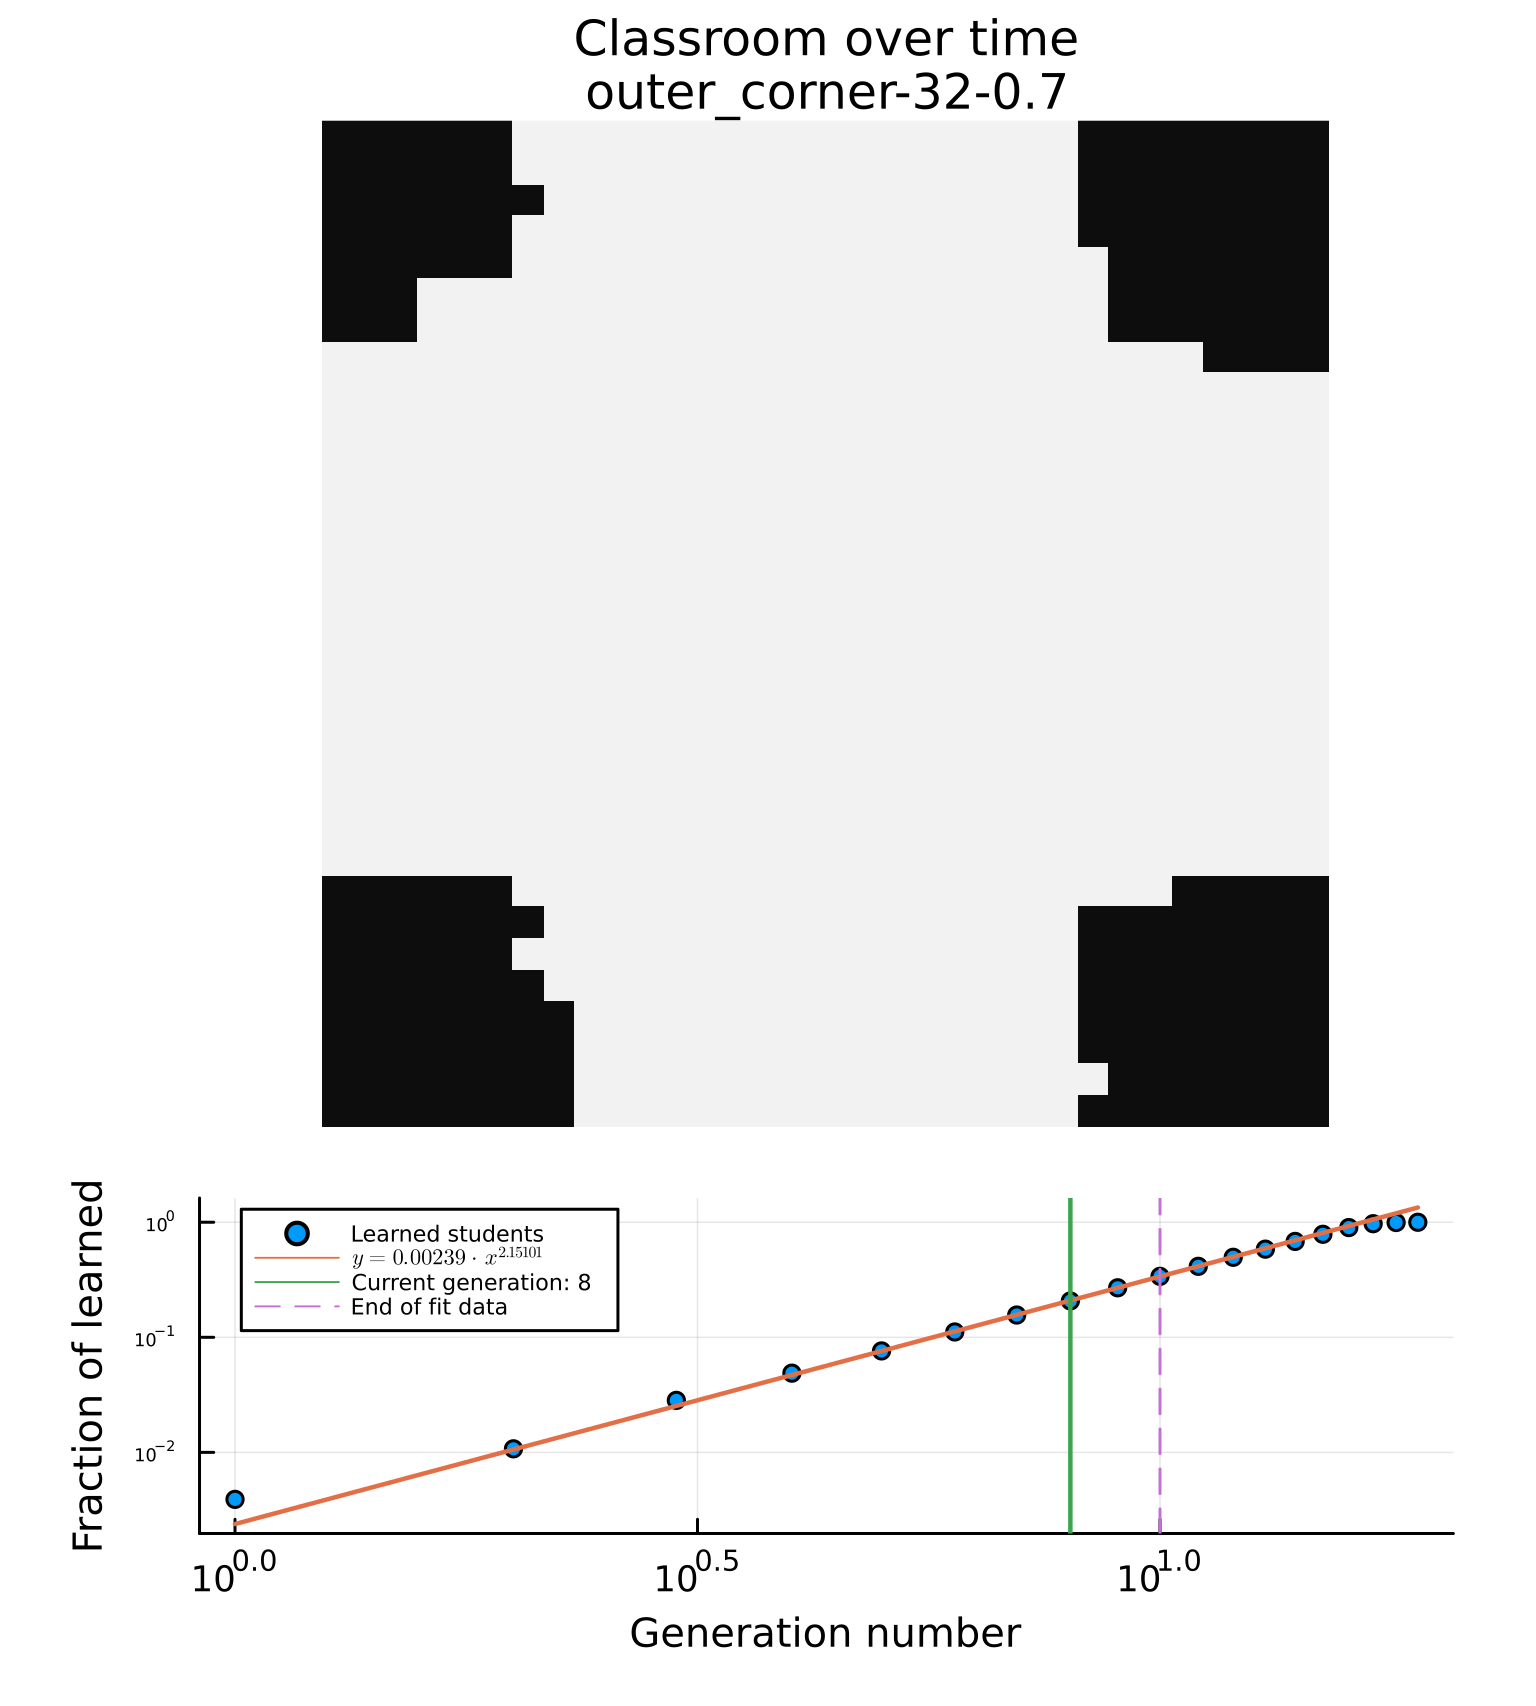 Classroom over time
outer_corner-32-0.7
Fraction of learned
10^0
10^−1
10^−2
Learned students
y = 0.00239 · x^2.15101
Current generation: 8
End of fit data
10^0.0
10^0.5
10^1.0
Generation number